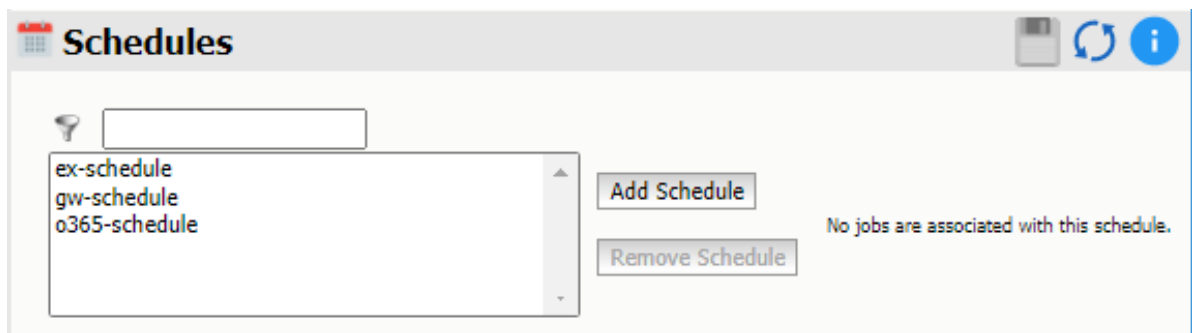 Schedules
ex-schedule
gw-schedule
o365-schedule
Add Schedule
Remove Schedule
No jobs are associated with this schedule.